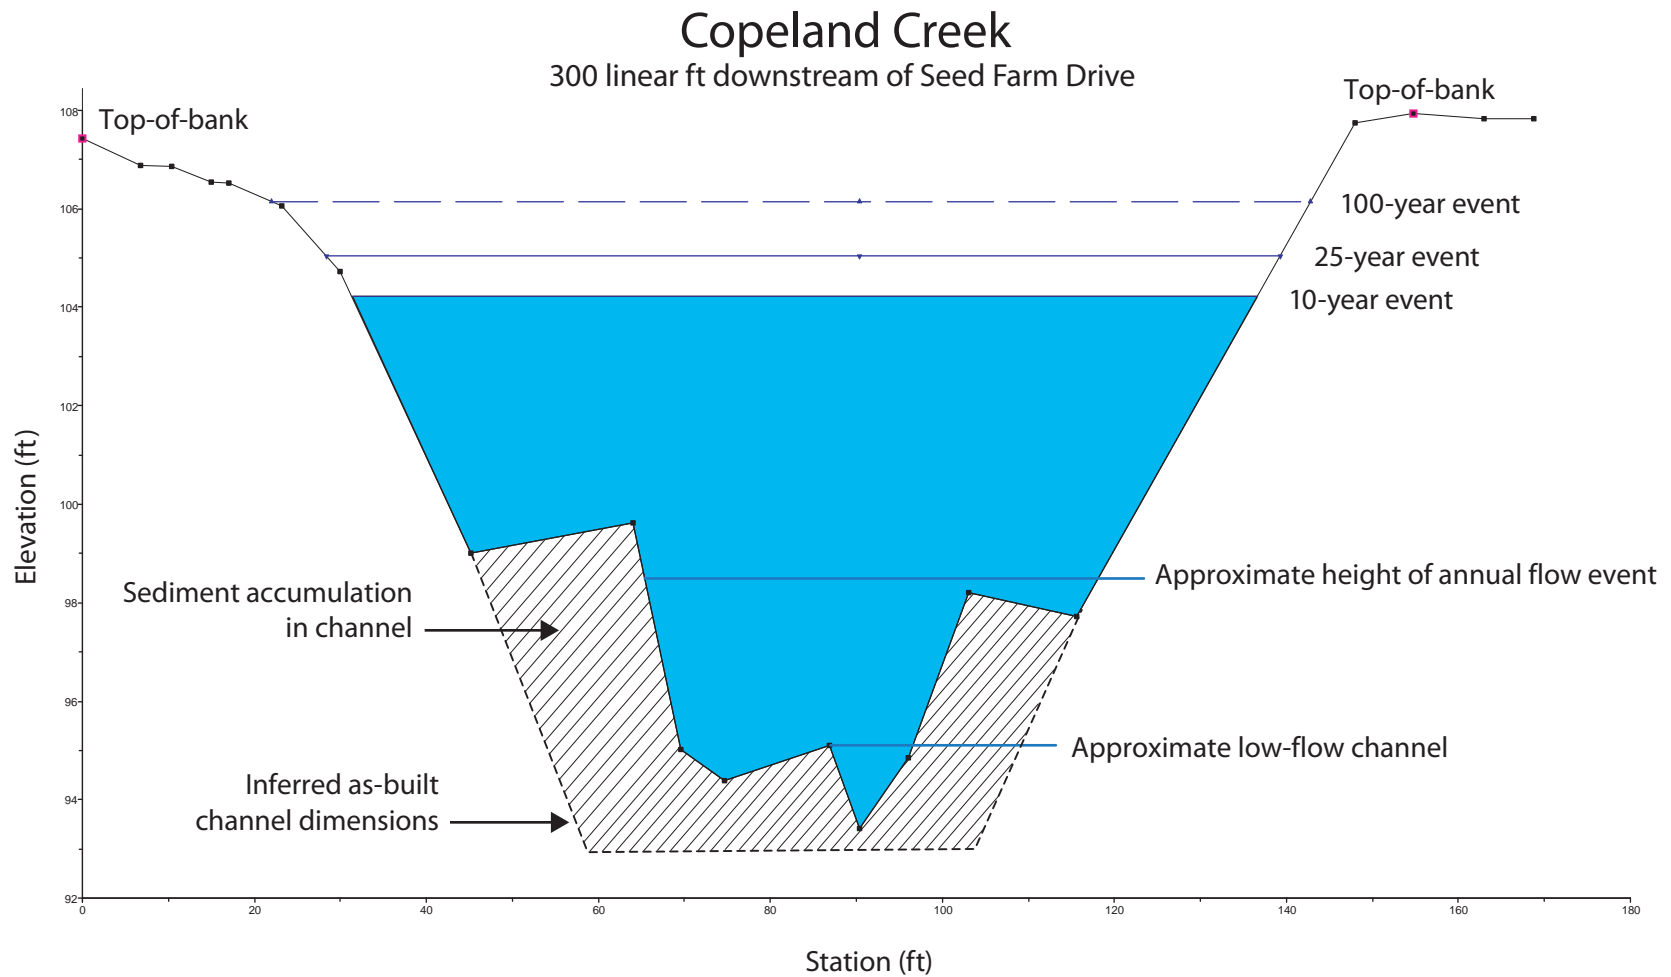 Copeland Creek
300 linear ft downstream of Seed Farm Drive
Top-of-bank
Top-of-bank
100-year event
25-year event
10-year event
Approximate height of annual flow event
Sediment accumulation
in channel
Approximate low-flow channel
Inferred as-built
channel dimensions
Elevation (ft)
108
106
104
102
100
98
96
94
92
0
20
40
60
80
100
120
140
160
180
Station (ft)